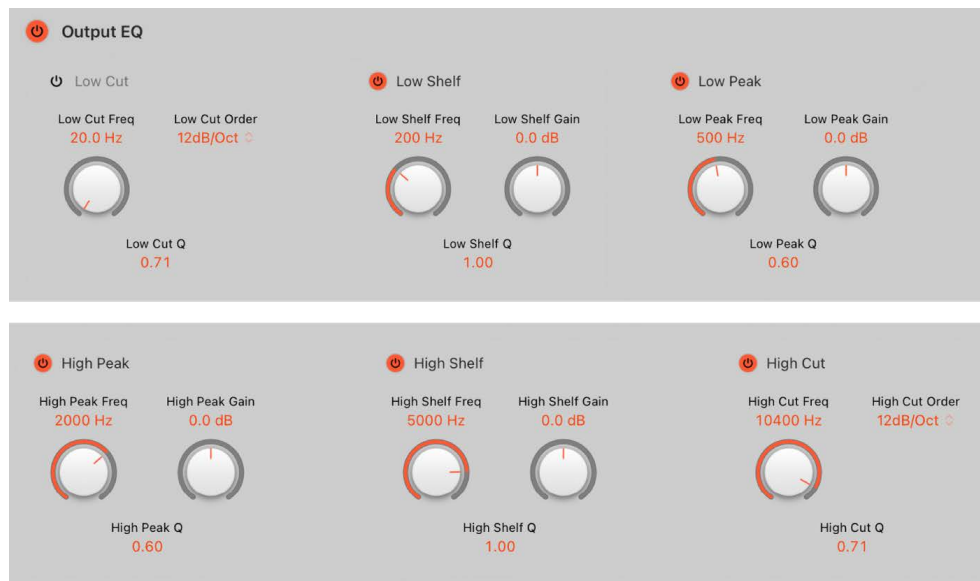 Output EQ
Low Cut
Low Shelf
Low Peak
Low Cut Freq
Low Cut Order
Low Shelf Freq
Low Shelf Gain
Low Peak Freq
Low Peak Gain
20.0 Hz
12dB/Oct
200 Hz
0.0 dB
500 Hz
0.0 dB
Low Cut Q
Low Shelf Q
Low Peak Q
0.71
1.00
0.60
High Peak
High Shelf
High Cut
High Peak Freq
High Peak Gain
High Shelf Freq
High Shelf Gain
High Cut Freq
High Cut Order
2000 Hz
0.0 dB
5000 Hz
0.0 dB
10400 Hz
12dB/Oct
High Peak Q
High Shelf Q
High Cut Q
0.60
1.00
0.71